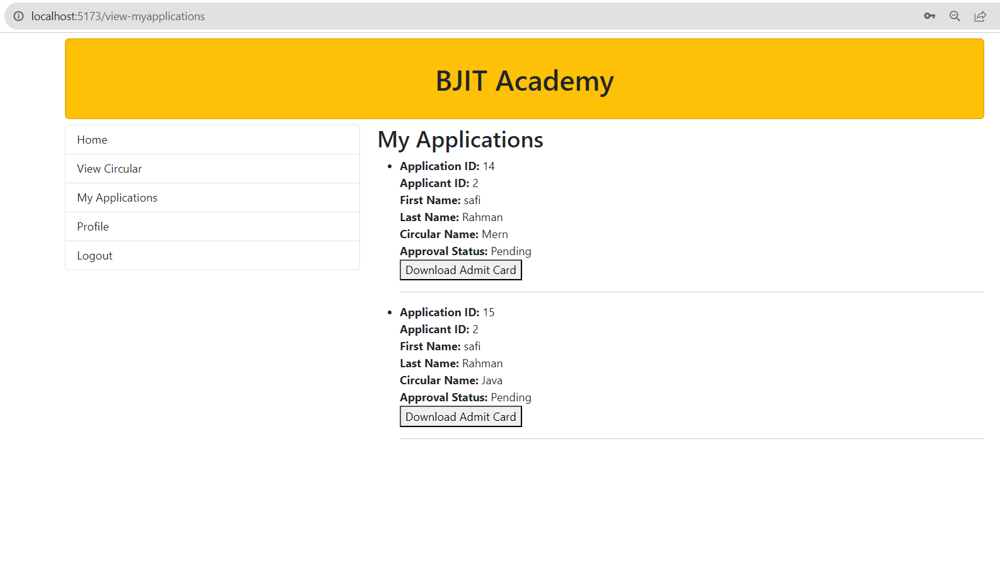 localhost:5173/view-myapplications
BJIT Academy
Home
View Circular
My Applications
Profile
Logout
My Applications
Application ID: 14
Applicant ID: 2
First Name: safi
Last Name: Rahman
Circular Name: Mern
Approval Status: Pending
Download Admit Card
Application ID: 15
Applicant ID: 2
First Name: safi
Last Name: Rahman
Circular Name: Java
Approval Status: Pending
Download Admit Card